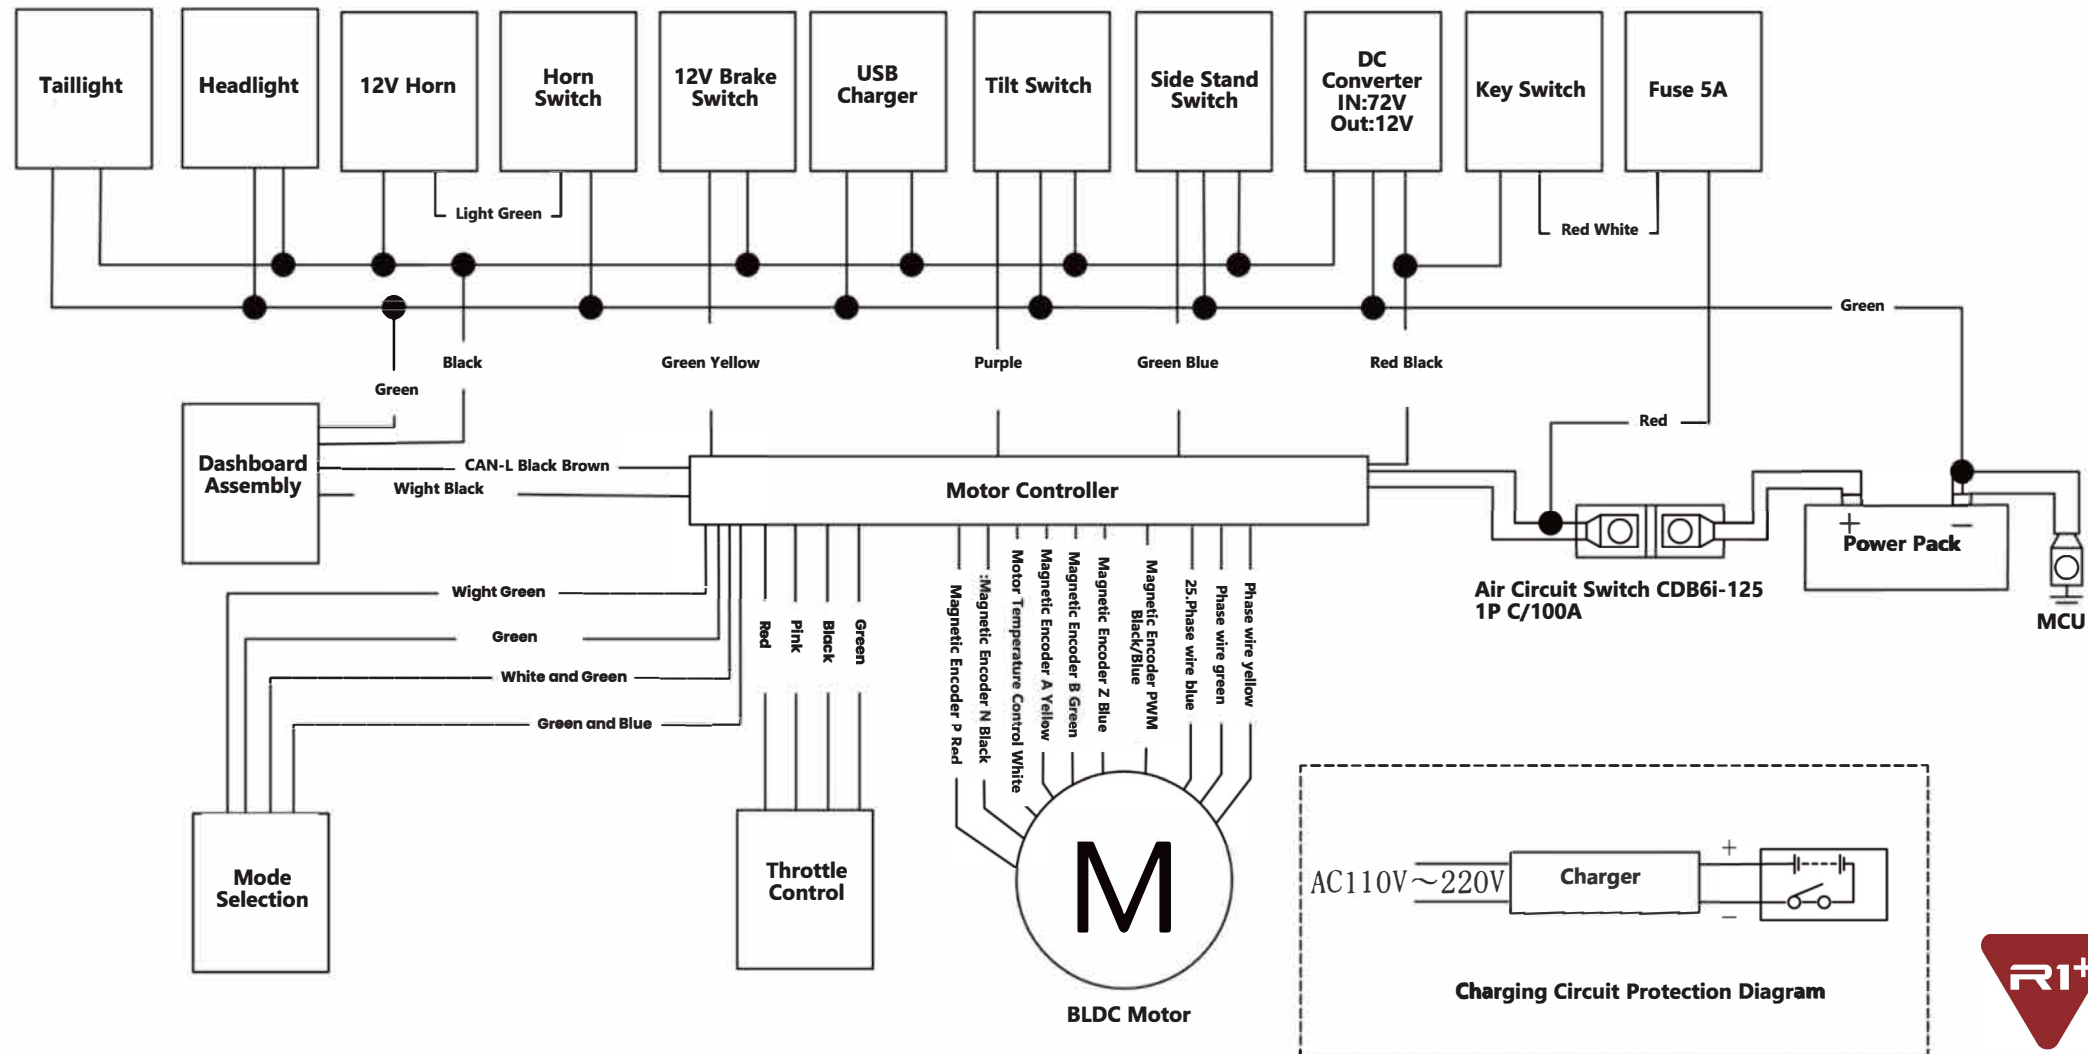 Taillight
Headlight
12V Horn
Horn
Switch
12V Brake
Switch
USB
Charger
Tilt Switch
Side Stand
Switch
DC
Converter
IN:72V
Out:12V
Key Switch
Fuse 5A
Light Green
Red White
Green
Black
Green
Green Yellow
Purple
Green Blue
Red Black
Red
Dashboard
Assembly
CAN-L Black Brown
Wight Black
Motor Controller
+
−
Power Pack
Air Circuit Switch CDB6i-125
1P C/100A
MCU
Wight Green
Green
White and Green
Green and Blue
Red
Pink
Black
Green
Magnetic Encoder P Red
:Magnetic Encoder N Black
Motor Temperature Control White
Magnetic Encoder A Yellow
Magnetic Encoder B Green
Magnetic Encoder Z Blue
Magnetic Encoder PWM
Black/Blue
25.Phase wire blue
Phase wire green
Phase wire yellow
Mode
Selection
Throttle
Control
M
BLDC Motor
AC110V～220V
Charger
+
−
Charging Circuit Protection Diagram
R1+